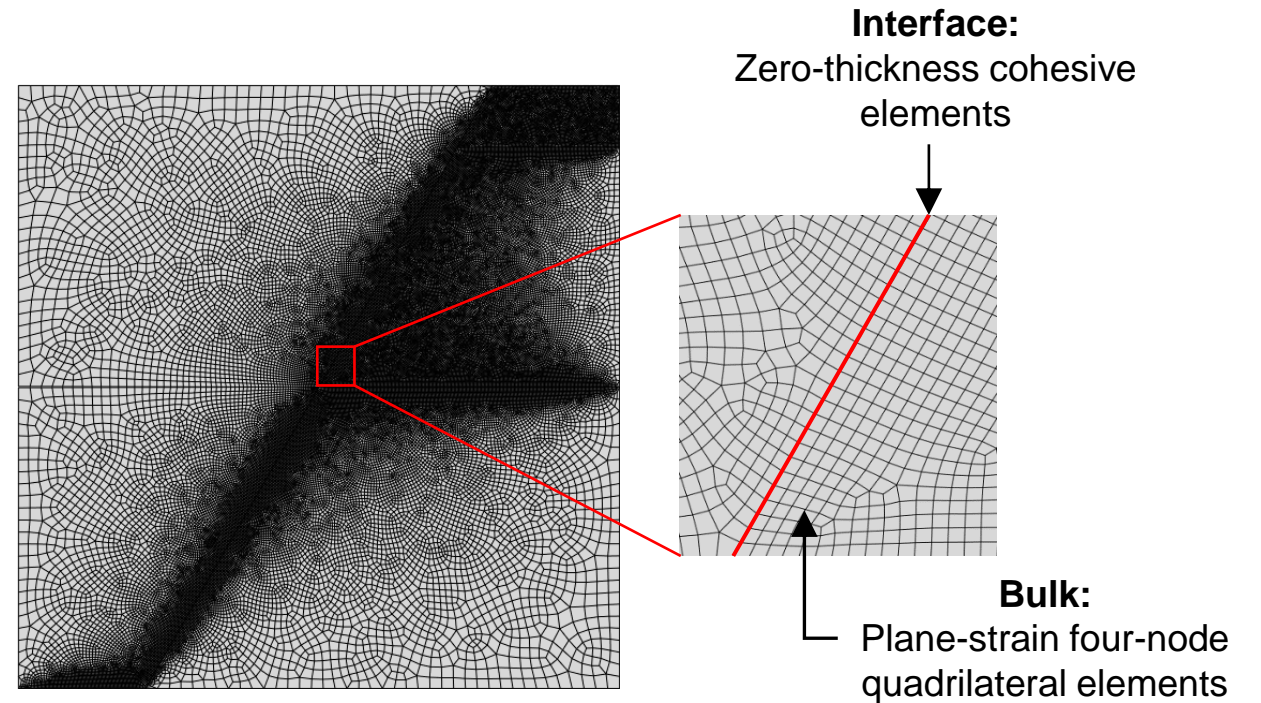 Interface:
Zero-thickness cohesive
elements
Bulk:
Plane-strain four-node
quadrilateral elements